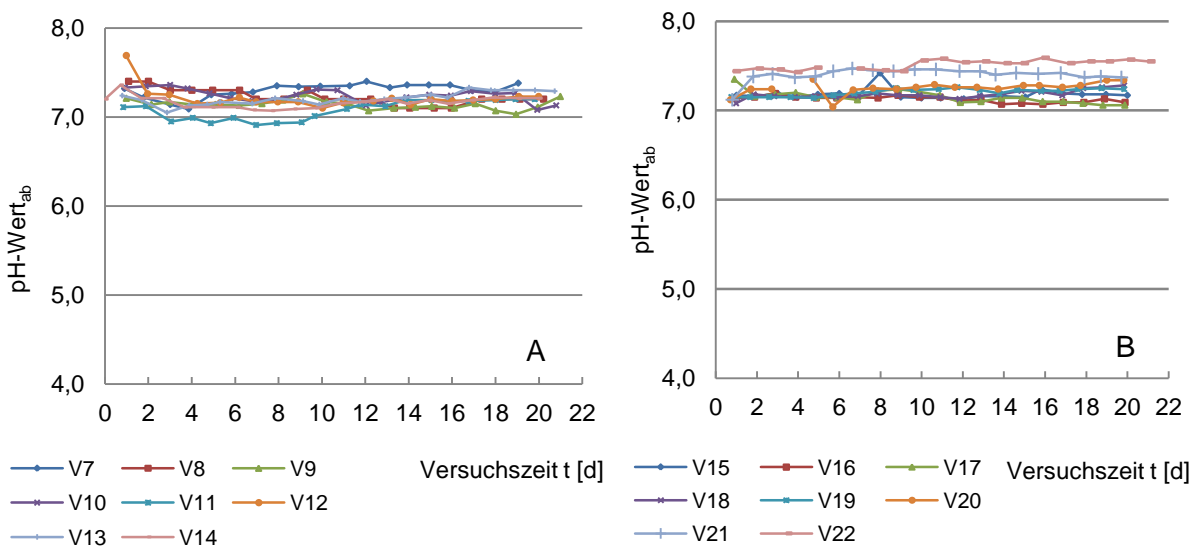 8,0
7,0
6,0
5,0
4,0
pH-Wert_ab
A
0 2 4 6 8 10 12 14 16 18 20 22
Versuchszeit t [d]
V7 V8 V9
V10 V11 V12
V13 V14
8,0
7,0
6,0
5,0
4,0
pH-Wert_ab
B
0 2 4 6 8 10 12 14 16 18 20 22
Versuchszeit t [d]
V15 V16 V17
V18 V19 V20
V21 V22